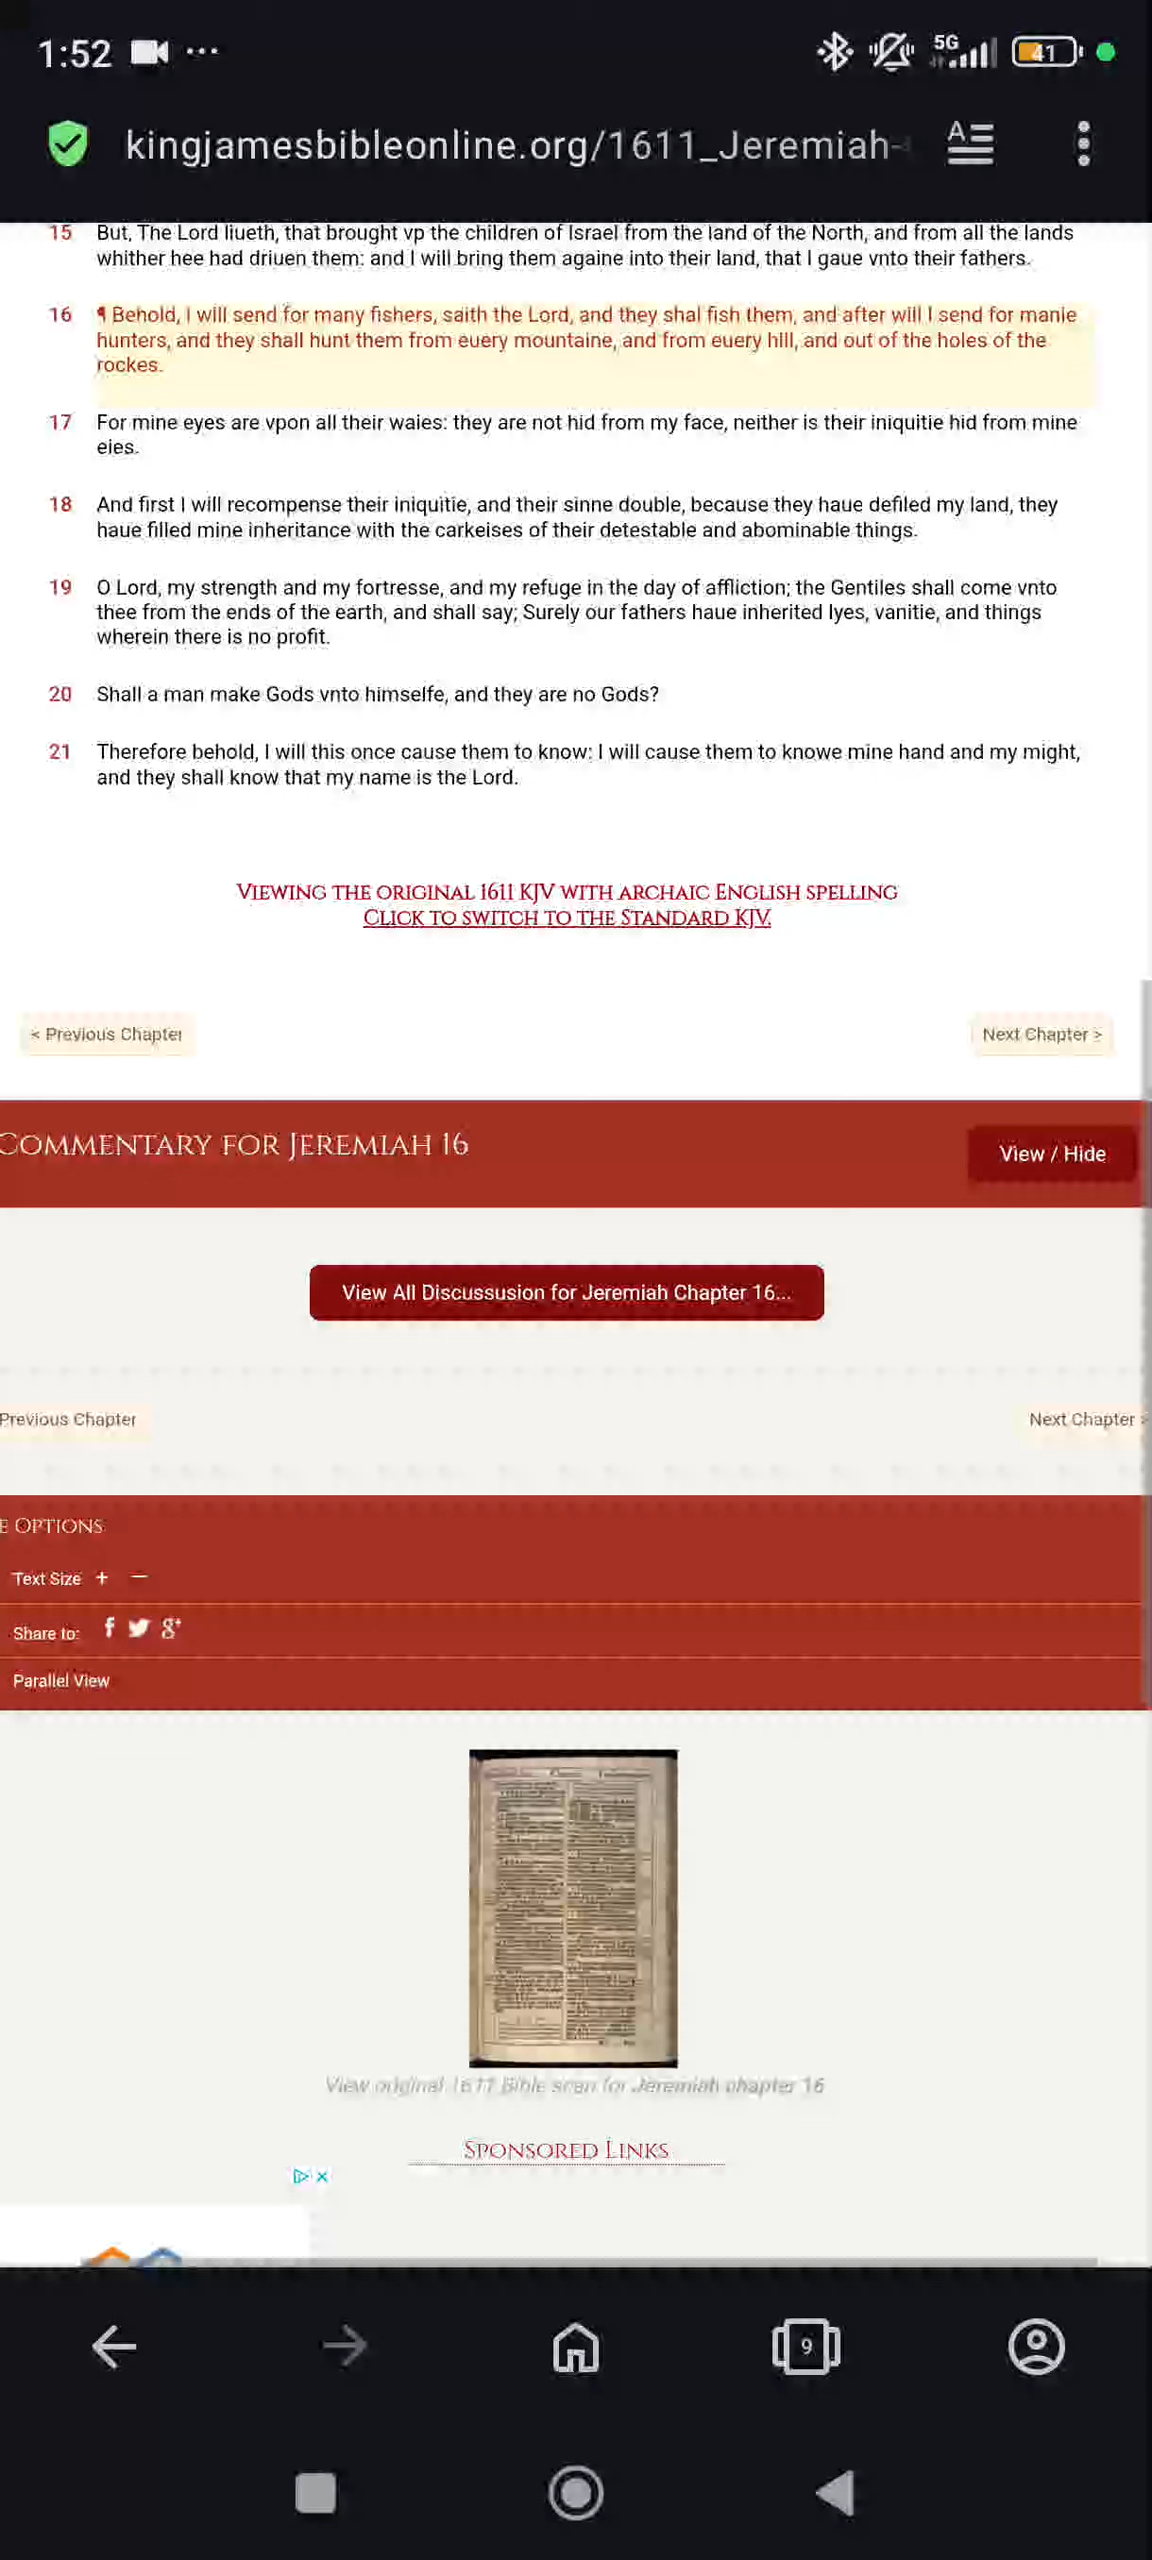 1:52
5G
41
kingjamesbibleonline.org/1611_Jeremiah-
15 But, The Lord liueth, that brought vp the children of Israel from the land of the North, and from all the lands
whither hee had driuen them: and I will bring them againe into their land, that I gaue vnto their fathers.
16 ¶ Behold, I will send for many fishers, saith the Lord, and they shal fish them, and after will I send for manie
hunters, and they shall hunt them from euery mountaine, and from euery hill, and out of the holes of the
rockes.
17 For mine eyes are vpon all their waies: they are not hid from my face, neither is their iniquitie hid from mine
eies.
18 And first I will recompense their iniquitie, and their sinne double, because they haue defiled my land, they
haue filled mine inheritance with the carkeises of their detestable and abominable things.
19 O Lord, my strength and my fortresse, and my refuge in the day of affliction; the Gentiles shall come vnto
thee from the ends of the earth, and shall say; Surely our fathers haue inherited lyes, vanitie, and things
wherein there is no profit.
20 Shall a man make Gods vnto himselfe, and they are no Gods?
21 Therefore behold, I will this once cause them to know: I will cause them to knowe mine hand and my might,
and they shall know that my name is the Lord.
Viewing the original 1611 KJV with archaic English spelling
Click to switch to the Standard KJV.
< Previous Chapter
Next Chapter >
Commentary for Jeremiah 16
View / Hide
View All Discussusion for Jeremiah Chapter 16...
Previous Chapter
Next Chapter >
e Options
Text Size + −
Share to: f g+
Parallel View
View original 1611 Bible scan for Jeremiah chapter 16
Sponsored Links
9